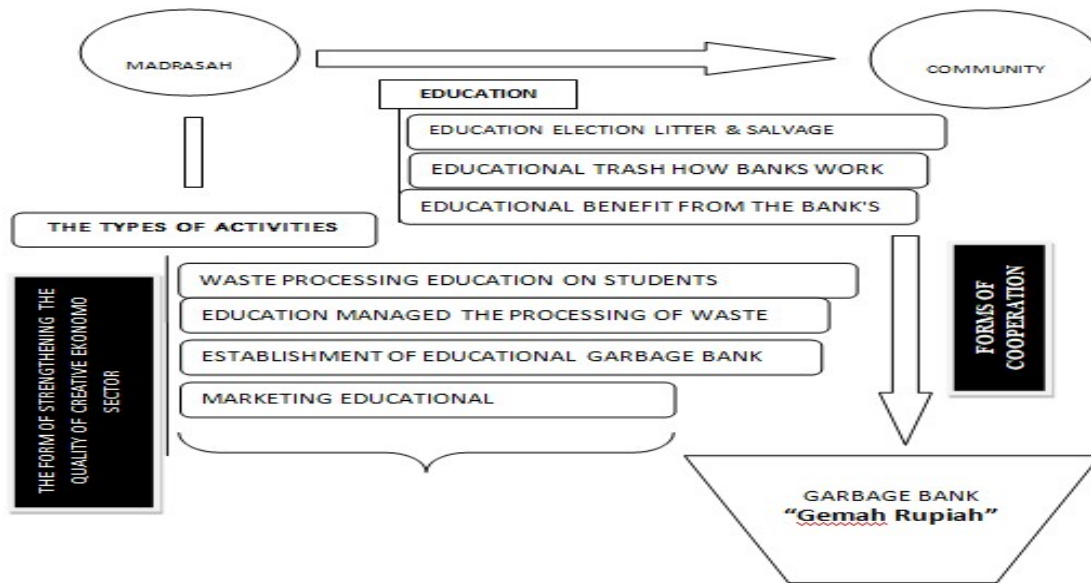 MADRASAH
COMMUNITY
EDUCATION
EDUCATION ELECTION LITTER & SALVAGE
EDUCATIONAL TRASH HOW BANKS WORK
EDUCATIONAL BENEFIT FROM THE BANK'S
THE TYPES OF ACTIVITIES
WASTE PROCESSING EDUCATION ON STUDENTS
EDUCATION MANAGED THE PROCESSING OF WASTE
ESTABLISHMENT OF EDUCATIONAL GARBAGE BANK
MARKETING EDUCATIONAL
THE FORM OF STRENGTHENING THE
QUALITY OF CREATIVE EKONOMO
SECTOR
FORMS OF
COOPERATION
GARBAGE BANK
“Gemah Rupiah”